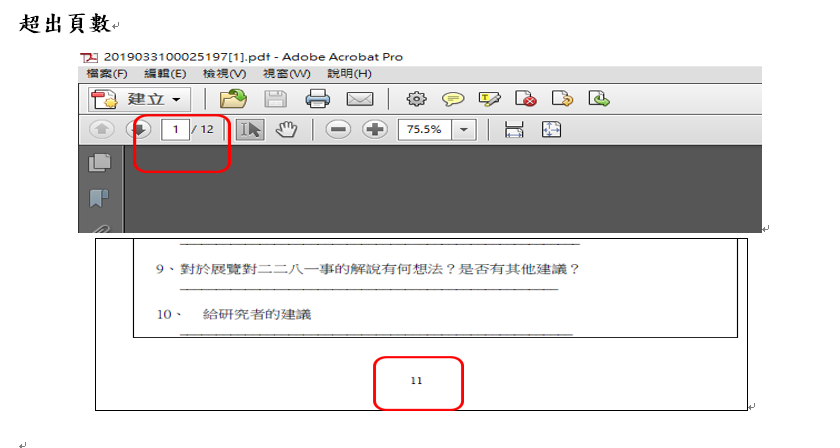 超出頁數
2019033100025197[1].pdf - Adobe Acrobat Pro
檔案(F) 編輯(E) 檢視(V) 視窗(W) 說明(H)
建立
1 / 12 75.5%
9、對於展覽對二二八一事的解說有何想法？是否有其他建議？
10、 給研究者的建議
11